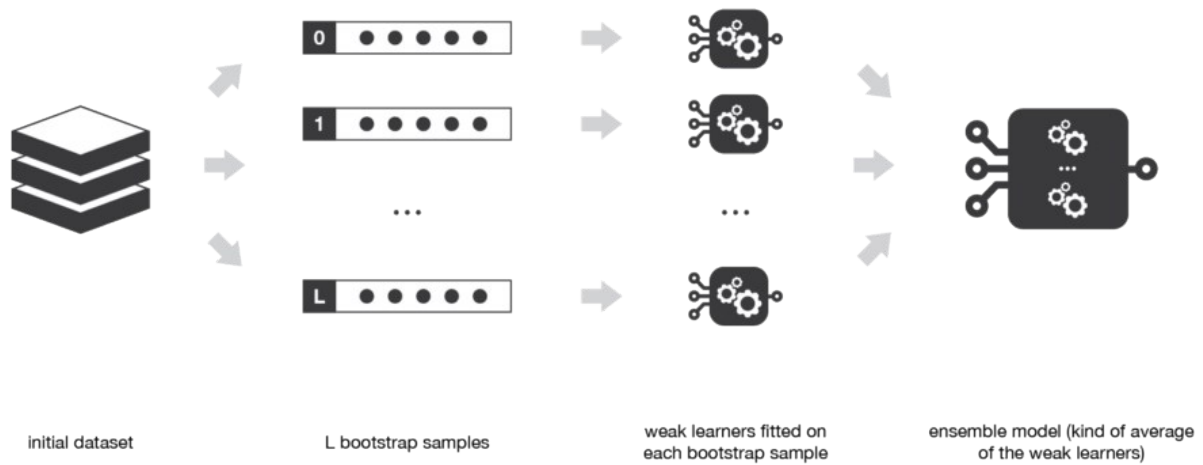 0
1
...
...
...
L
initial dataset
L bootstrap samples
weak learners fitted on
each bootstrap sample
ensemble model (kind of average
of the weak learners)